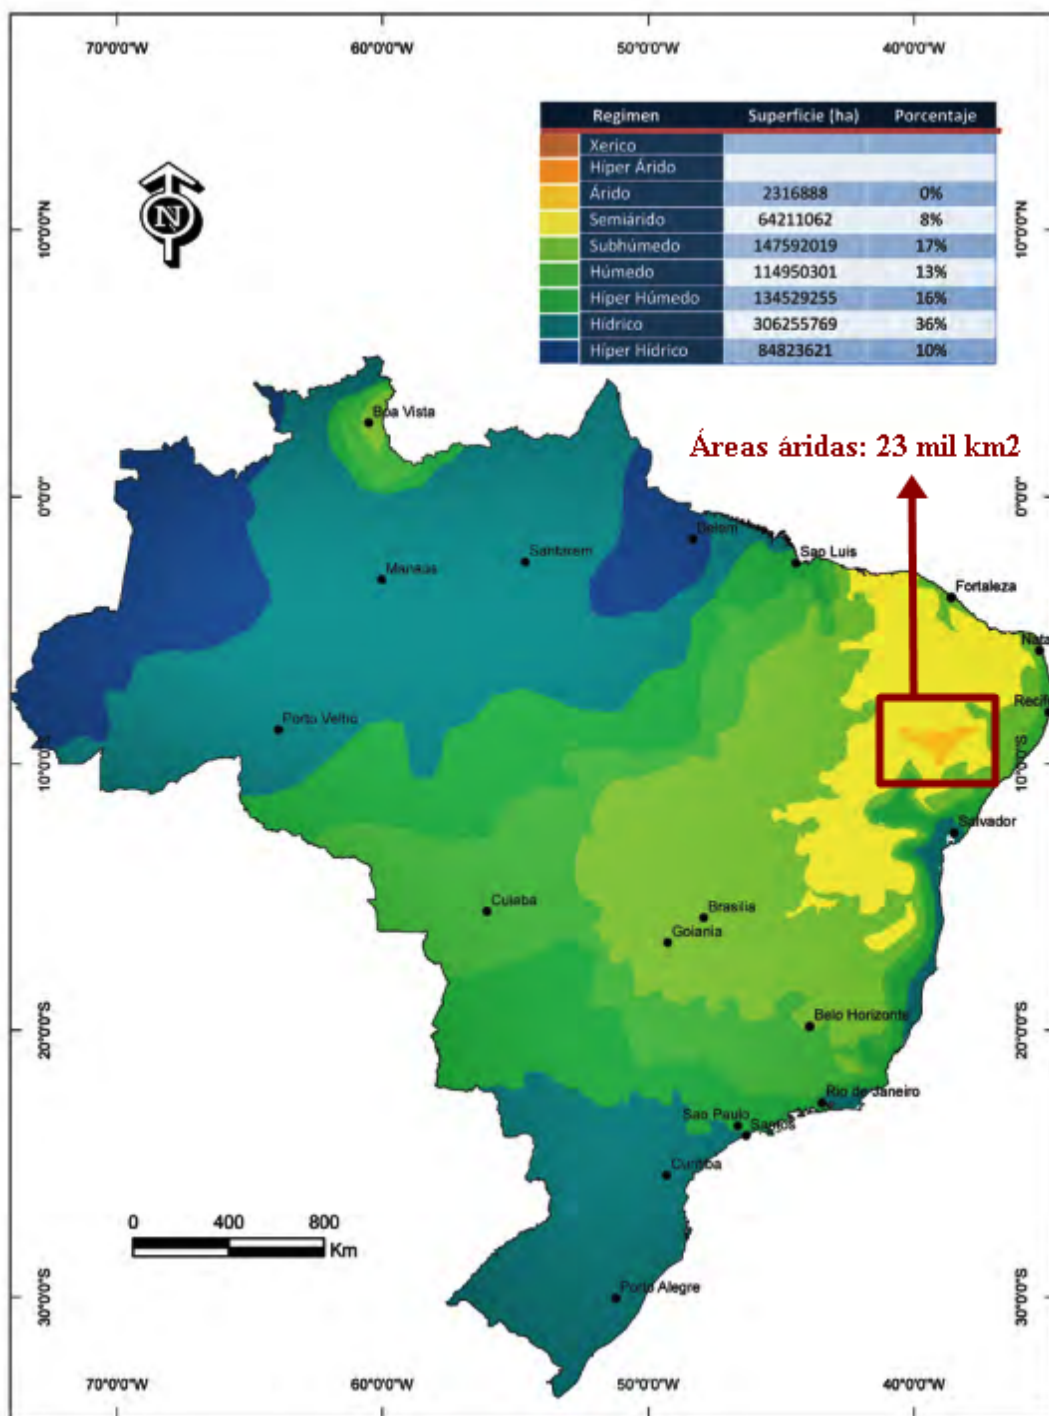 70°0'0"W 60°0'0"W 50°0'0"W 40°0'0"W
Regimen Superficie (ha) Porcentaje
Xerico
Híper Árido
Árido 2316888 0%
Semiárido 64211062 8%
Subhúmedo 147592019 17%
Húmedo 114950301 13%
Híper Húmedo 134529255 16%
Hídrico 306255769 36%
Híper Hídrico 84823621 10%
N
10°0'0"N 10°0'0"N
Boa Vista
Áreas áridas: 23 mil km2
0°0'0" 0°0'0"
Belem
Santarem
Sao Luis
Manaus
Fortaleza
Nata
Recife
Porto Velho
10°0'0"S 10°0'0"S
Salvador
Cuiaba
Brasilia
Goiania
Belo Horizonte
20°0'0"S 20°0'0"S
Rio de Janeiro
Sao Paulo
Santos
Curitiba
0 400 800
Km
Porto Alegre
30°0'0"S 30°0'0"S
70°0'0"W 60°0'0"W 50°0'0"W 40°0'0"W